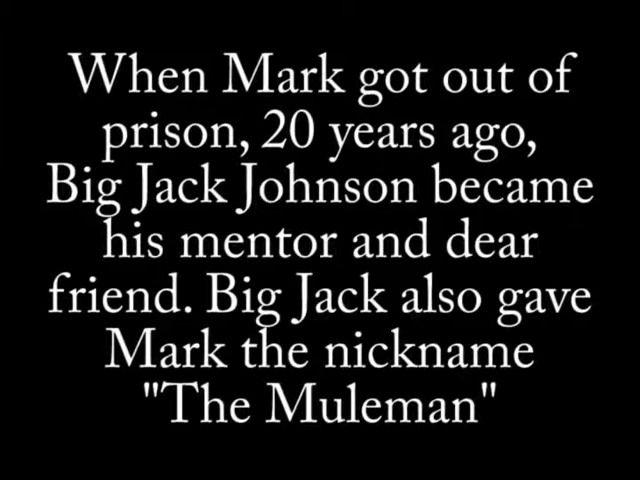 When Mark got out of
prison, 20 years ago,
Big Jack Johnson became
his mentor and dear
friend. Big Jack also gave
Mark the nickname
"The Muleman"